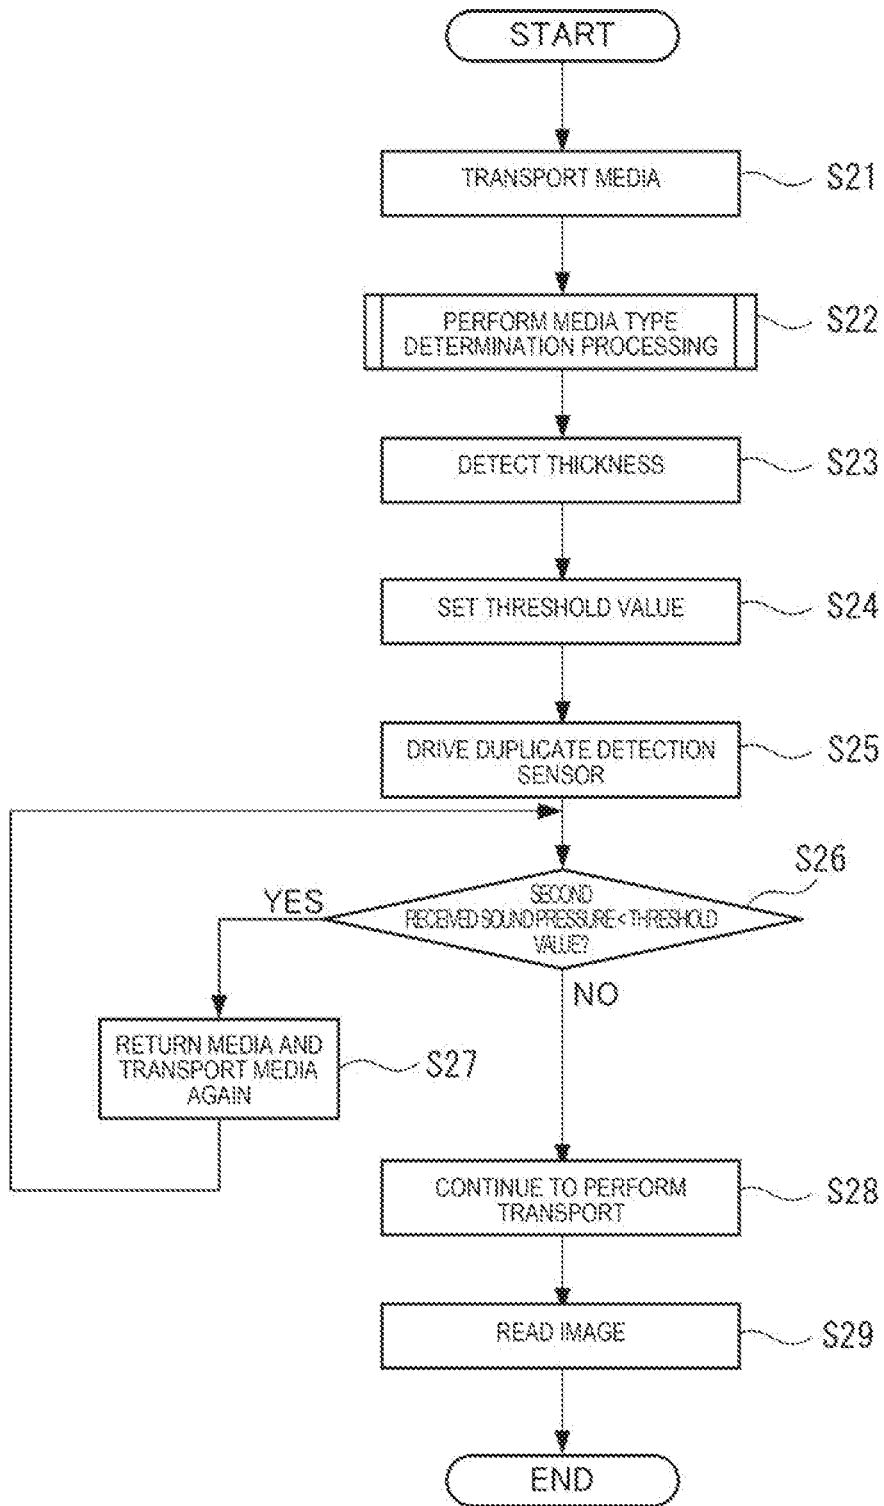 START
TRANSPORT MEDIA
S21
PERFORM MEDIA TYPE
DETERMINATION PROCESSING
S22
DETECT THICKNESS
S23
SET THRESHOLD VALUE
S24
DRIVE DUPLICATE DETECTION
SENSOR
S25
S26
SECOND
RECEIVED SOUND PRESSURE < THRESHOLD
VALUE?
YES
NO
RETURN MEDIA AND
TRANSPORT MEDIA
AGAIN
S27
CONTINUE TO PERFORM
TRANSPORT
S28
READ IMAGE
S29
END